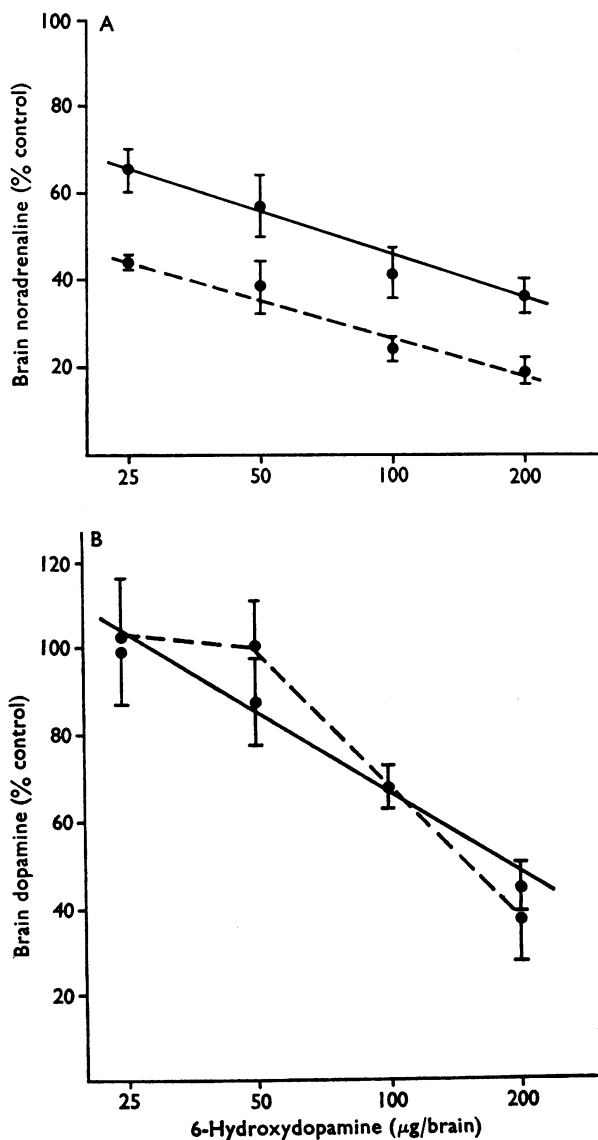 A
Brain noradrenaline (% control)
100
80
60
40
20
25 50 100 200
B
Brain dopamine (% control)
120
100
80
60
40
20
25 50 100 200
6-Hydroxydopamine (μg/brain)